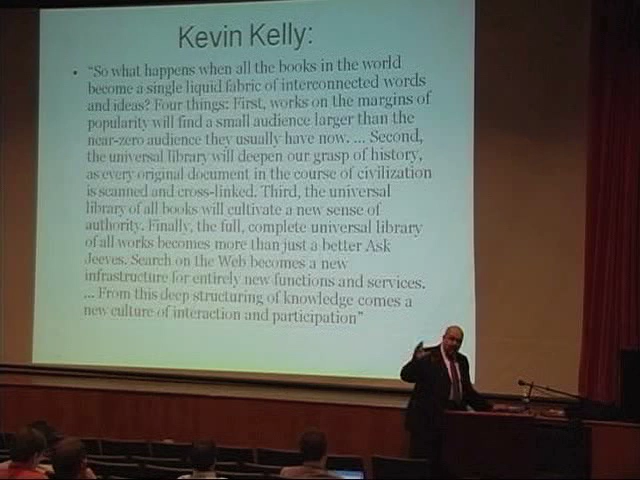 Kevin Kelly:
• “So what happens when all the books in the world
become a single liquid fabric of interconnected words
and ideas? Four things: First, works on the margins of
popularity will find a small audience larger than the
near-zero audience they usually have now. ... Second,
the universal library will deepen our grasp of history,
as every original document in the course of civilization
is scanned and cross-linked. Third, the universal
library of all books will cultivate a new sense of
authority. Finally, the full, complete universal library
of all works becomes more than just a better Ask
Jeeves. Search on the Web becomes a new
infrastructure for entirely new functions and services.
... From this deep structuring of knowledge comes a
new culture of interaction and participation”